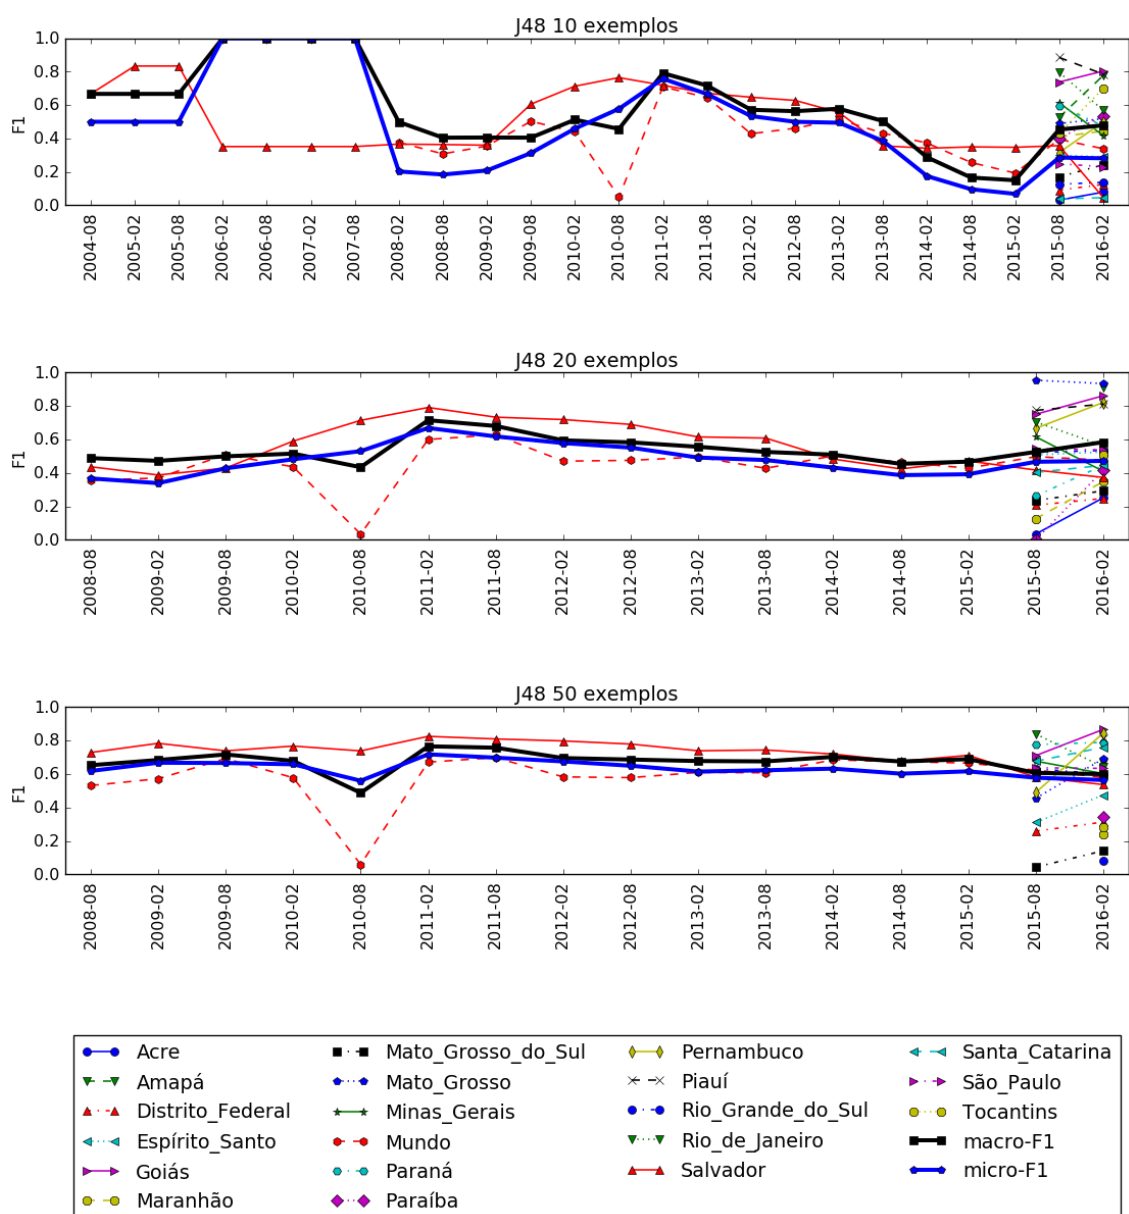 J48 10 exemplos
1.0
0.8
0.6
0.4
0.2
0.0
F1
2004-08 2005-02 2005-08 2006-02 2006-08 2007-02 2007-08 2008-02 2008-08 2009-02 2009-08 2010-02 2010-08 2011-02 2011-08 2012-02 2012-08 2013-02 2013-08 2014-02 2014-08 2015-02 2015-08 2016-02
J48 20 exemplos
1.0
0.8
0.6
0.4
0.2
0.0
F1
2008-08 2009-02 2009-08 2010-02 2010-08 2011-02 2011-08 2012-02 2012-08 2013-02 2013-08 2014-02 2014-08 2015-02 2015-08 2016-02
J48 50 exemplos
1.0
0.8
0.6
0.4
0.2
0.0
F1
2008-08 2009-02 2009-08 2010-02 2010-08 2011-02 2011-08 2012-02 2012-08 2013-02 2013-08 2014-02 2014-08 2015-02 2015-08 2016-02
Acre
Amapá
Distrito_Federal
Espírito_Santo
Goiás
Maranhão
Mato_Grosso_do_Sul
Mato_Grosso
Minas_Gerais
Mundo
Paraná
Paraíba
Pernambuco
Piauí
Rio_Grande_do_Sul
Rio_de_Janeiro
Salvador
Santa_Catarina
São_Paulo
Tocantins
macro-F1
micro-F1